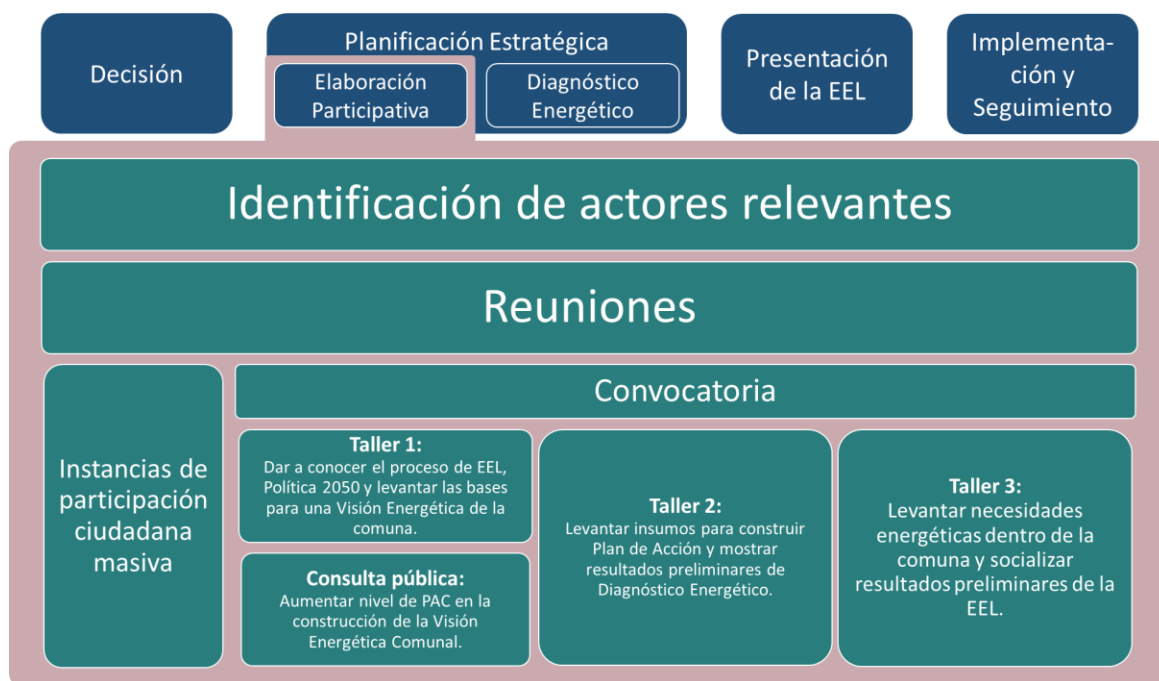 Decisión
Planificación Estratégica
Elaboración
Participativa
Diagnóstico
Energético
Presentación
de la EEL
Implementa-
ción y
Seguimiento
Identificación de actores relevantes
Reuniones
Instancias de
participación
ciudadana
masiva
Convocatoria
Taller 1:
Dar a conocer el proceso de EEL,
Política 2050 y levantar las bases
para una Visión Energética de la
comuna.
Consulta pública:
Aumentar nivel de PAC en la
construcción de la Visión
Energética Comunal.
Taller 2:
Levantar insumos para construir
Plan de Acción y mostrar
resultados preliminares de
Diagnóstico Energético.
Taller 3:
Levantar necesidades
energéticas dentro de la
comuna y socializar
resultados preliminares de la
EEL.